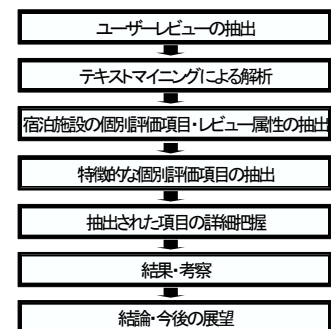 ユーザーレビューの抽出
テキストマイニングによる解析
宿泊施設の個別評価項目・レビュー属性の抽出
特徴的な個別評価項目の抽出
抽出された項目の詳細把握
結果・考察
結論・今後の展望